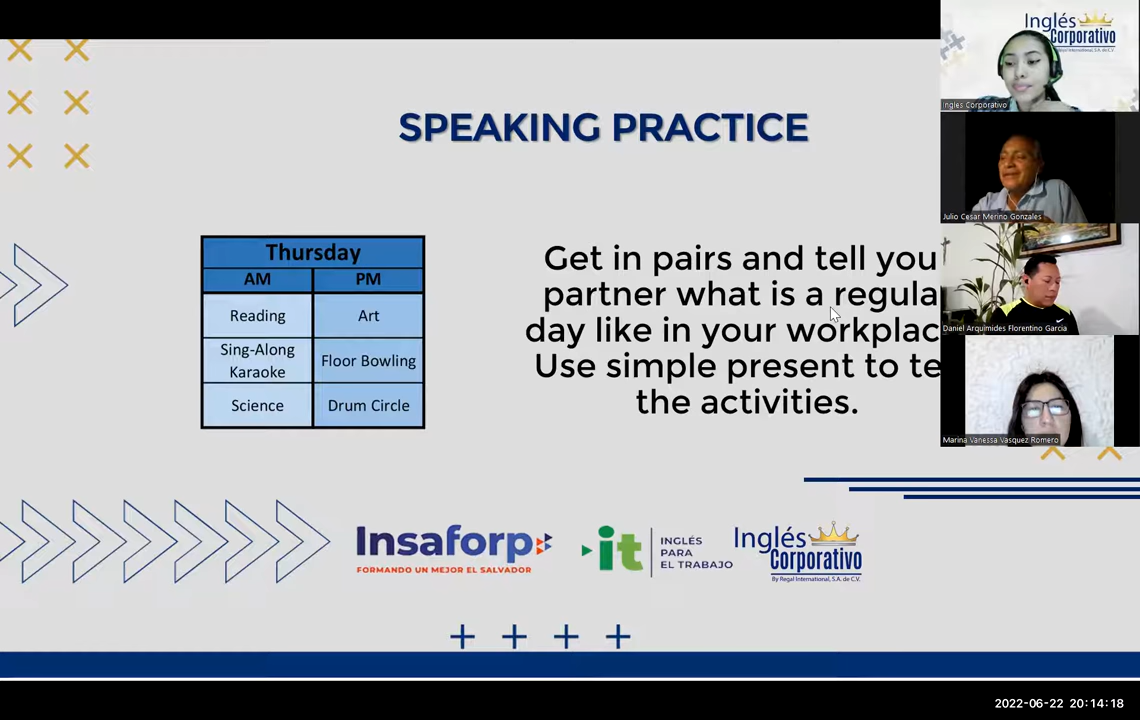 SPEAKING PRACTICE
Thursday
AM PM
Reading Art
Sing-Along
Karaoke
Floor Bowling
Science Drum Circle
Get in pairs and tell you
partner what is a regula
day like in your workplac
Use simple present to te
the activities.
Insaforp
FORMANDO UN MEJOR EL SALVADOR
it
INGLÉS
PARA
EL TRABAJO
Inglés
Corporativo
By Regal International, S.A. de C.V.
Inglés
Corporativo
Ingles Corporativo
Julio Cesar Merino Gonzales
Daniel Arquimides Florentino Garcia
Marina Vanessa Vasquez Romero
2022-06-22 20:14:18